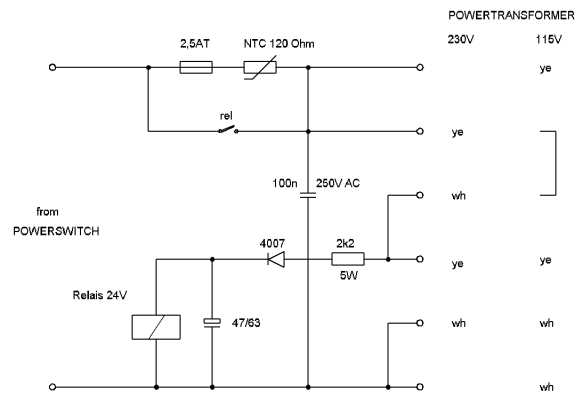 POWERTRANSFORMER
230V 115V
2,5AT NTC 120 Ohm
ye
rel
ye
100n 250V AC
wh
from
POWERSWITCH
4007 2k2
ye ye
5W
Relais 24V
47/63
wh wh
wh